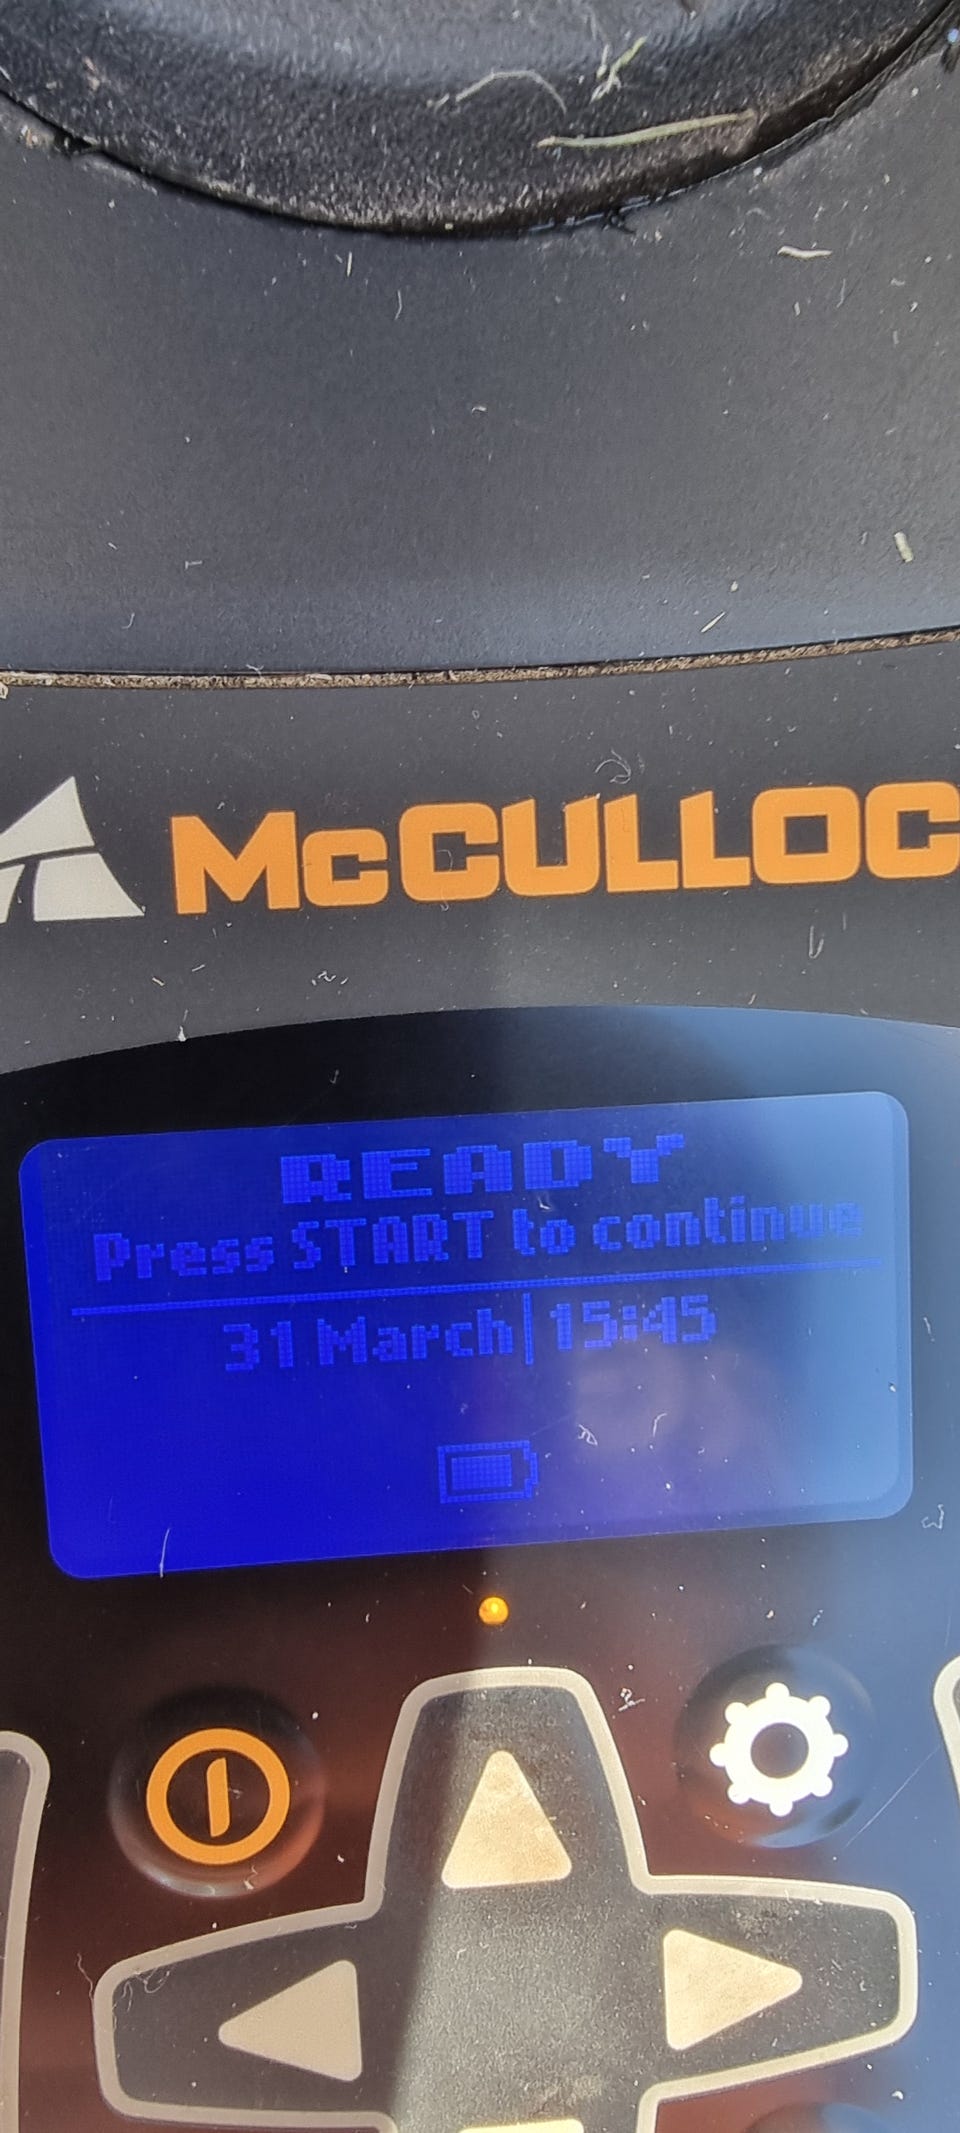 McCULLOC
READY
Press START to continue
31 March|15:45